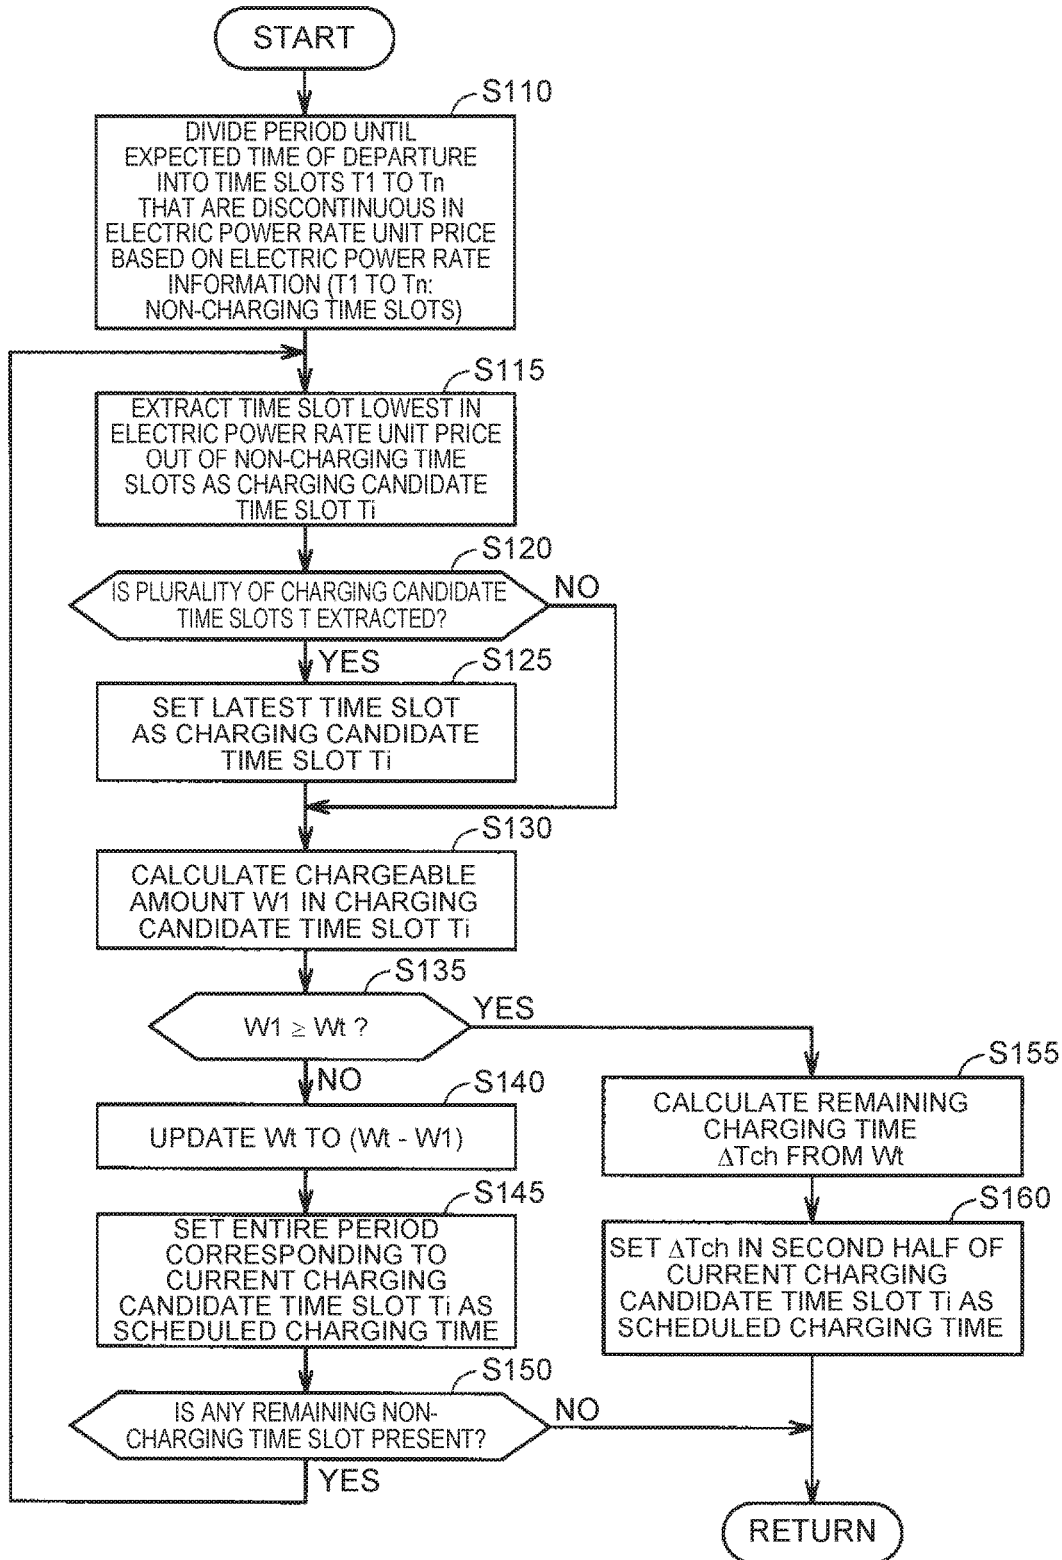 START
S110
DIVIDE PERIOD UNTIL
EXPECTED TIME OF DEPARTURE
INTO TIME SLOTS T1 TO Tn
THAT ARE DISCONTINUOUS IN
ELECTRIC POWER RATE UNIT PRICE
BASED ON ELECTRIC POWER RATE
INFORMATION (T1 TO Tn:
NON-CHARGING TIME SLOTS)
S115
EXTRACT TIME SLOT LOWEST IN
ELECTRIC POWER RATE UNIT PRICE
OUT OF NON-CHARGING TIME
SLOTS AS CHARGING CANDIDATE
TIME SLOT Ti
S120
IS PLURALITY OF CHARGING CANDIDATE
TIME SLOTS T EXTRACTED?
NO
YES
S125
SET LATEST TIME SLOT
AS CHARGING CANDIDATE
TIME SLOT Ti
S130
CALCULATE CHARGEABLE
AMOUNT W1 IN CHARGING
CANDIDATE TIME SLOT Ti
S135
W1 ≥ Wt ?
YES
NO
S140
UPDATE Wt TO (Wt - W1)
S145
SET ENTIRE PERIOD
CORRESPONDING TO
CURRENT CHARGING
CANDIDATE TIME SLOT Ti AS
SCHEDULED CHARGING TIME
S150
IS ANY REMAINING NON-
CHARGING TIME SLOT PRESENT?
NO
YES
S155
CALCULATE REMAINING
CHARGING TIME
ΔTch FROM Wt
S160
SET ΔTch IN SECOND HALF OF
CURRENT CHARGING
CANDIDATE TIME SLOT Ti AS
SCHEDULED CHARGING TIME
RETURN